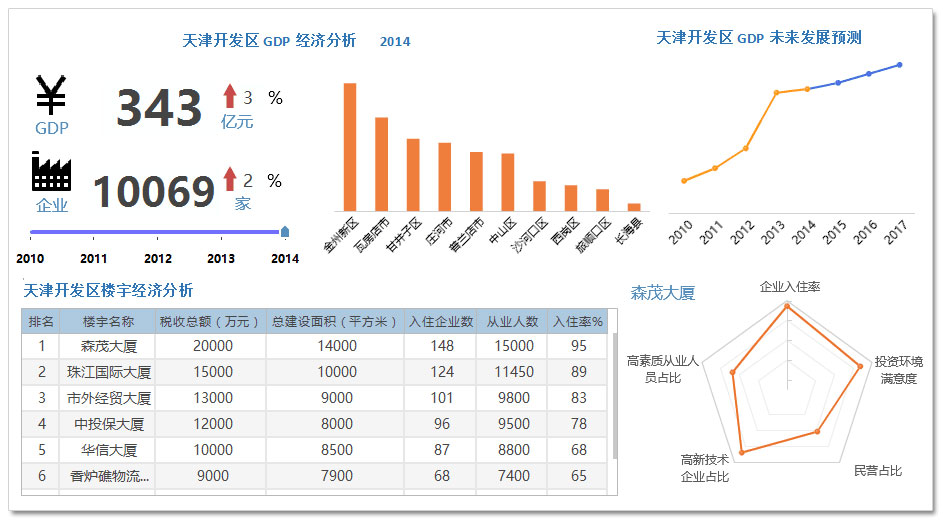 天津开发区 GDP 经济分析 2014
¥
GDP
343
3 %
亿元
企业
10069
2 %
家
2010 2011 2012 2013 2014
金州新区 瓦房店市 甘井子区 庄河市 普兰店市 中山区 沙河口区 西岗区 旅顺口区 长海县
天津开发区 GDP 未来发展预测
2010 2011 2012 2013 2014 2015 2016 2017
天津开发区楼宇经济分析
排名 楼宇名称 税收总额（万元） 总建设面积（平方米） 入住企业数 从业人数 入住率%
1 森茂大厦 20000 14000 148 15000 95
2 珠江国际大厦 15000 10000 124 11450 89
3 市外经贸大厦 13000 9000 101 9800 83
4 中投保大厦 12000 8000 96 9500 78
5 华信大厦 10000 8500 87 8800 68
6 香炉礁物流... 9000 7900 68 7400 65
森茂大厦
企业入住率
投资环境
满意度
民营占比
高新技术
企业占比
高素质从业人
员占比